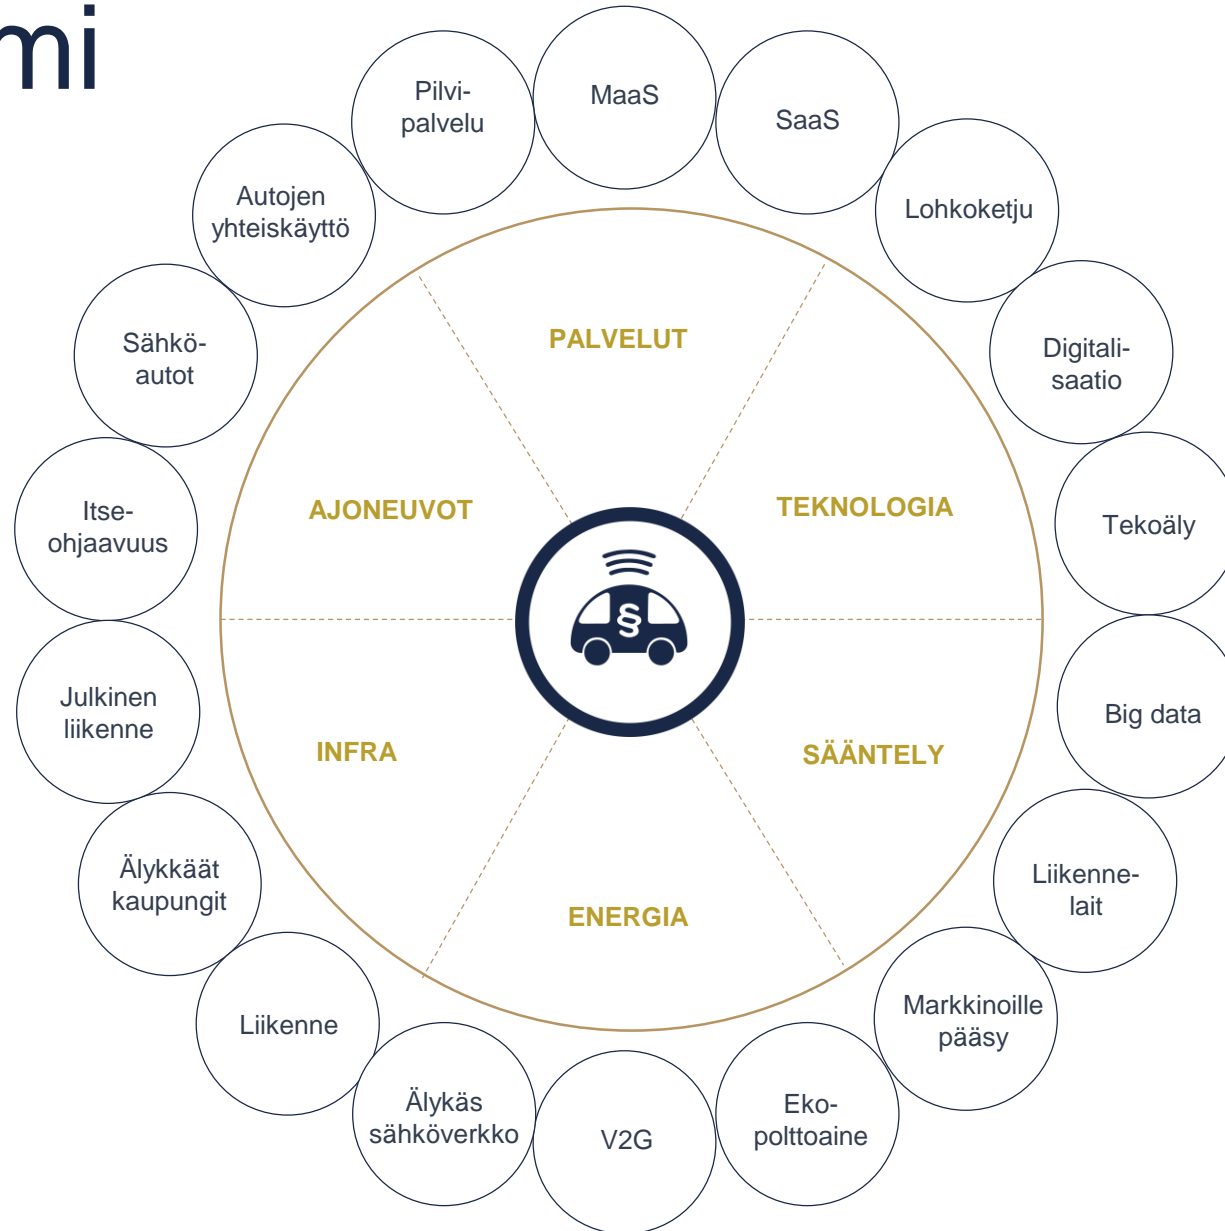 mi
MaaS
Pilvi-
palvelu
SaaS
Autojen
yhteiskäyttö
Lohkoketju
Sähkö-
autot
PALVELUT
Digitali-
saatio
Itse-
ohjaavuus
AJONEUVOT
TEKNOLOGIA
Tekoäly
§
Julkinen
liikenne
INFRA
SÄÄNTELY
Big data
Älykkäät
kaupungit
ENERGIA
Liikenne-
lait
Liikenne
Markkinoille
pääsy
Älykäs
sähköverkko
V2G
Eko-
polttoaine